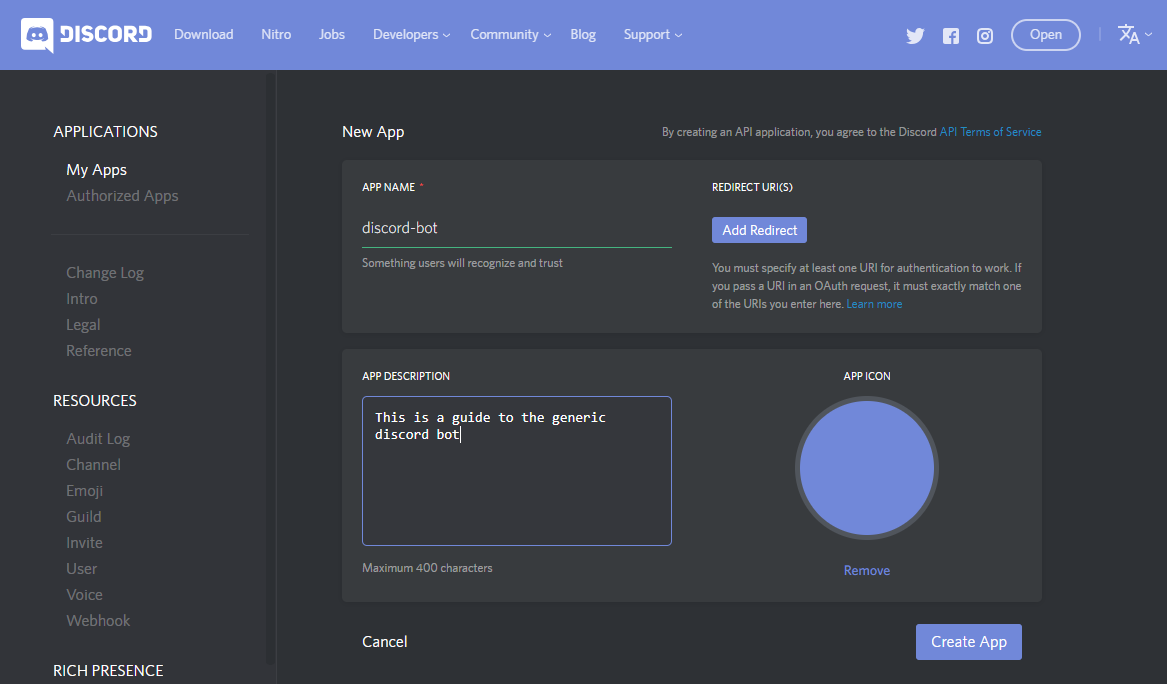 DISCORD Download Nitro Jobs Developers Community Blog Support Open
APPLICATIONS
My Apps
Authorized Apps
Change Log
Intro
Legal
Reference
RESOURCES
Audit Log
Channel
Emoji
Guild
Invite
User
Voice
Webhook
RICH PRESENCE
New App
By creating an API application, you agree to the Discord API Terms of Service
APP NAME *
discord-bot
Something users will recognize and trust
REDIRECT URI(S)
Add Redirect
You must specify at least one URI for authentication to work. If
you pass a URI in an OAuth request, it must exactly match one
of the URIs you enter here. Learn more
APP DESCRIPTION
This is a guide to the generic
discord bot
Maximum 400 characters
APP ICON
Remove
Cancel
Create App